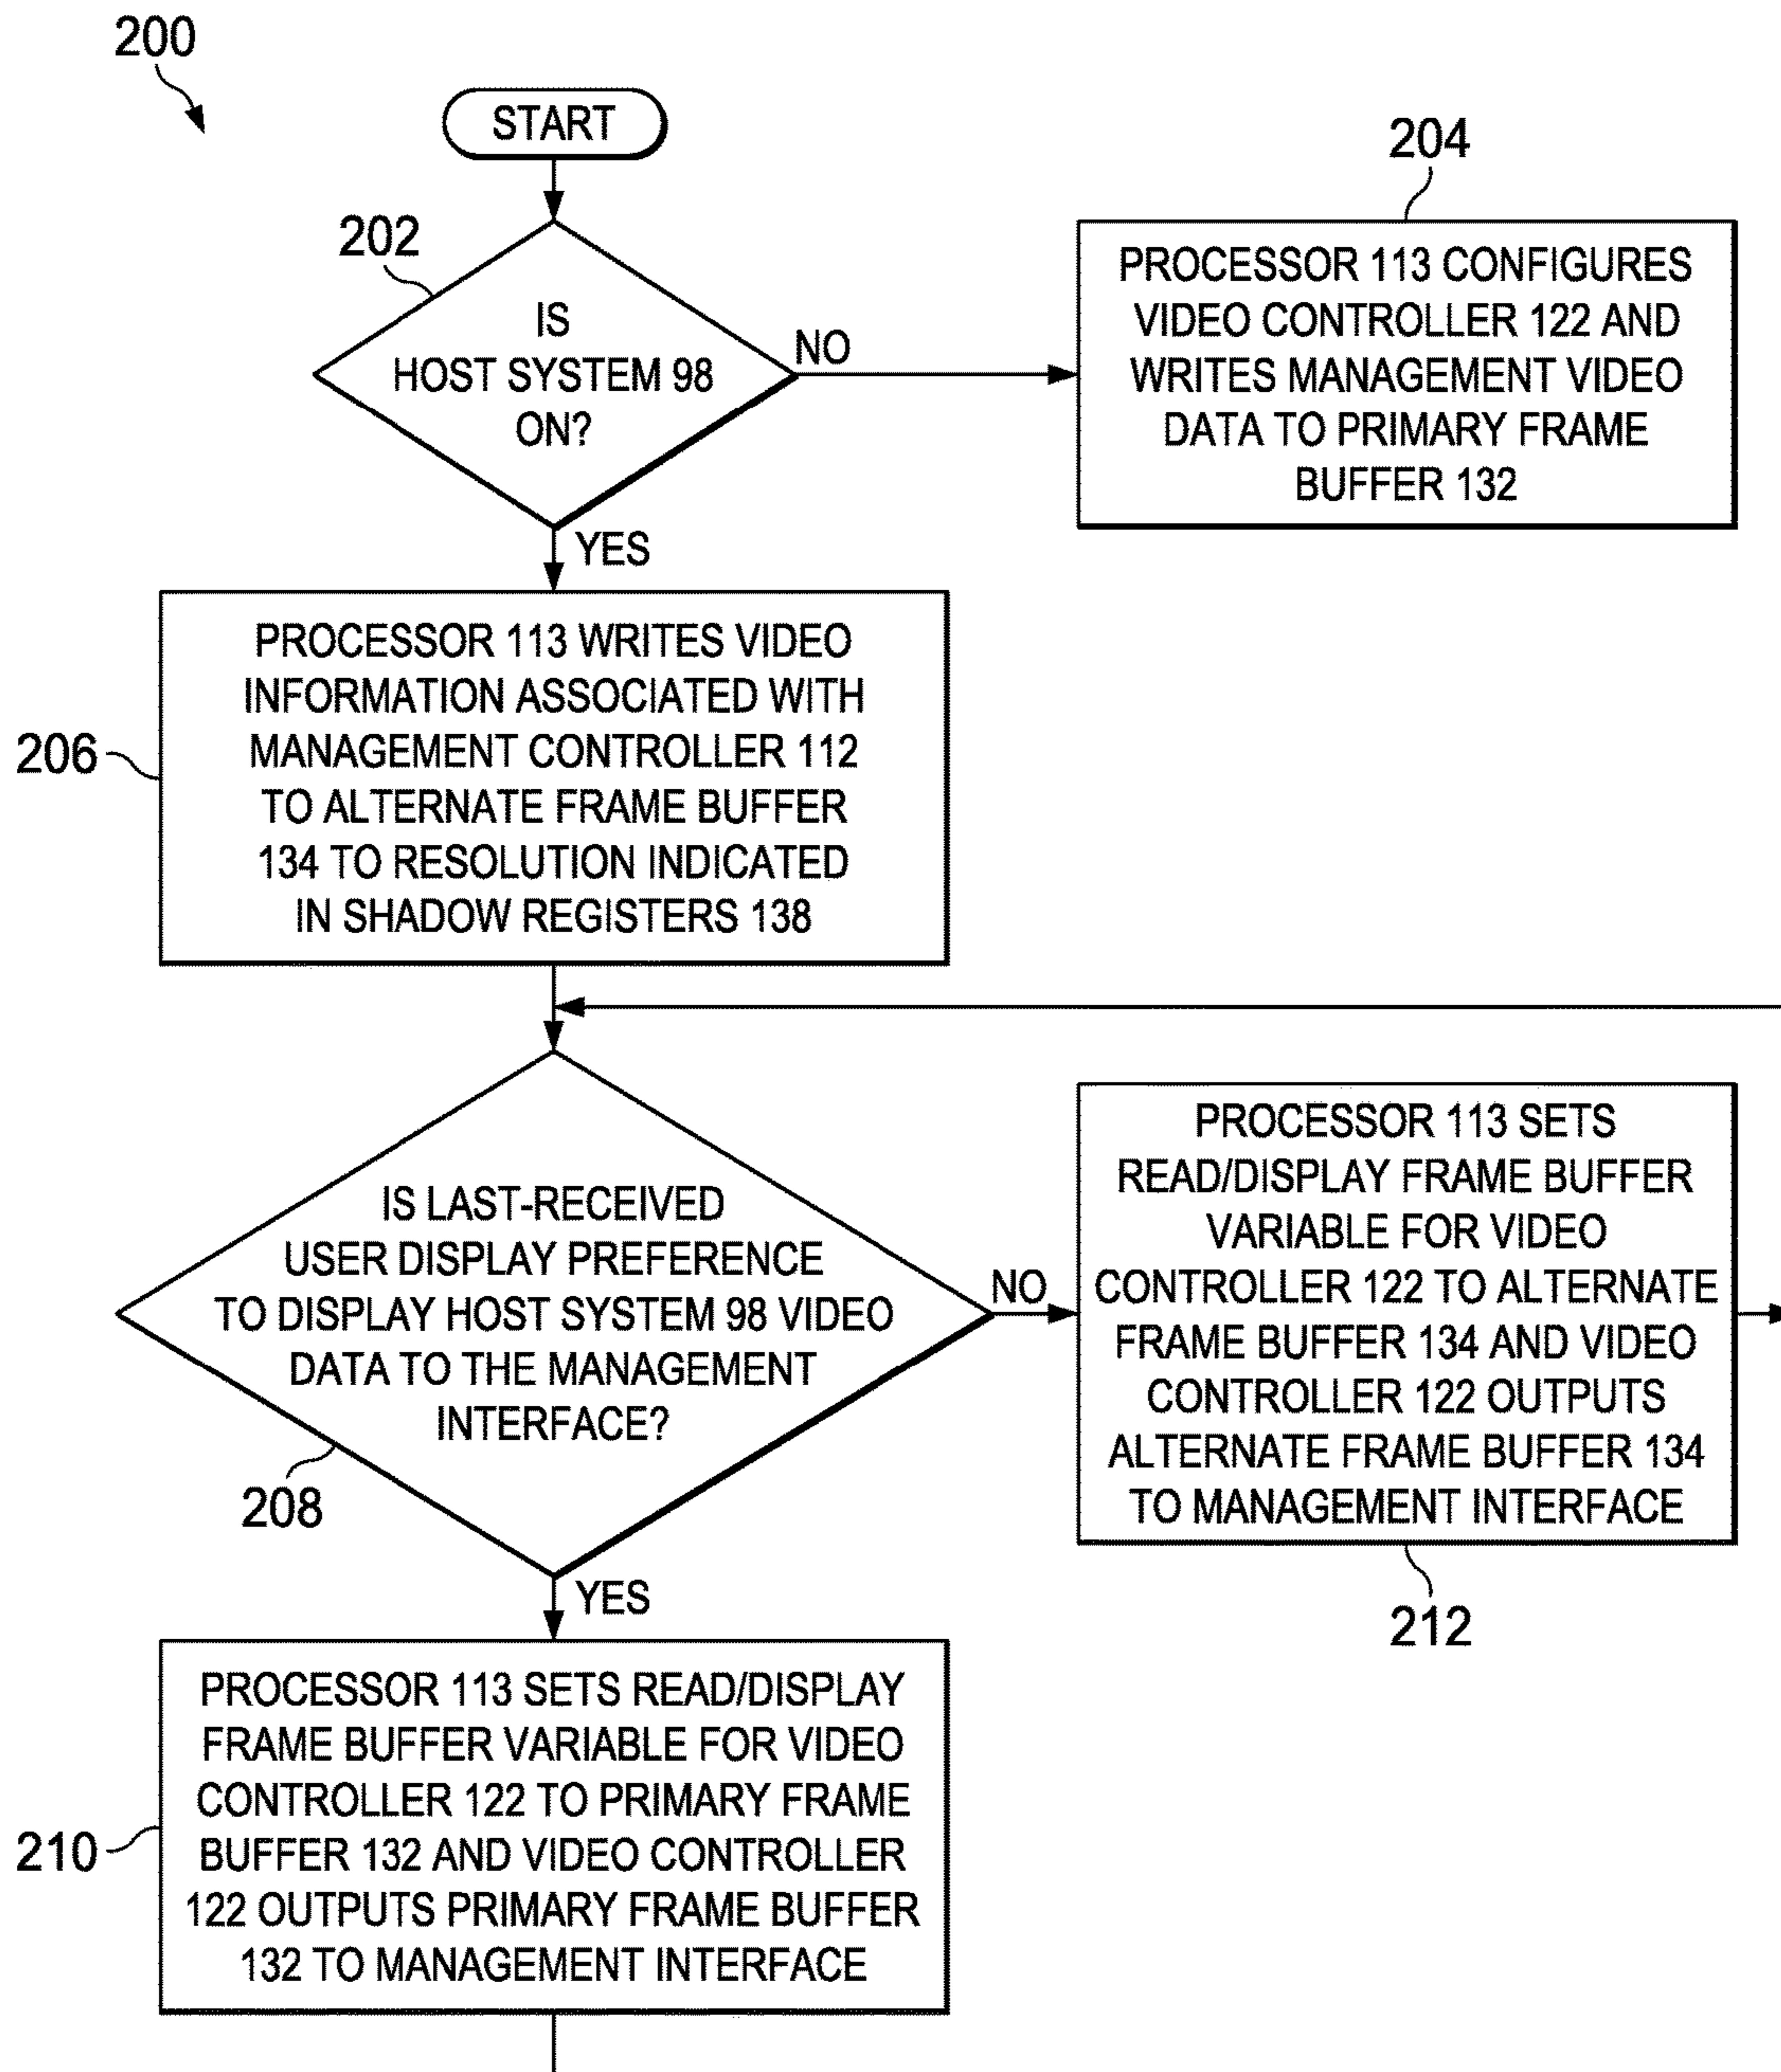 200
START
204
202
IS
HOST SYSTEM 98
ON?
NO
PROCESSOR 113 CONFIGURES
VIDEO CONTROLLER 122 AND
WRITES MANAGEMENT VIDEO
DATA TO PRIMARY FRAME
BUFFER 132
YES
206
PROCESSOR 113 WRITES VIDEO
INFORMATION ASSOCIATED WITH
MANAGEMENT CONTROLLER 112
TO ALTERNATE FRAME BUFFER
134 TO RESOLUTION INDICATED
IN SHADOW REGISTERS 138
IS LAST-RECEIVED
USER DISPLAY PREFERENCE
TO DISPLAY HOST SYSTEM 98 VIDEO
DATA TO THE MANAGEMENT
INTERFACE?
208
NO
PROCESSOR 113 SETS
READ/DISPLAY FRAME BUFFER
VARIABLE FOR VIDEO
CONTROLLER 122 TO ALTERNATE
FRAME BUFFER 134 AND VIDEO
CONTROLLER 122 OUTPUTS
ALTERNATE FRAME BUFFER 134
TO MANAGEMENT INTERFACE
212
YES
210
PROCESSOR 113 SETS READ/DISPLAY
FRAME BUFFER VARIABLE FOR VIDEO
CONTROLLER 122 TO PRIMARY FRAME
BUFFER 132 AND VIDEO CONTROLLER
122 OUTPUTS PRIMARY FRAME BUFFER
132 TO MANAGEMENT INTERFACE